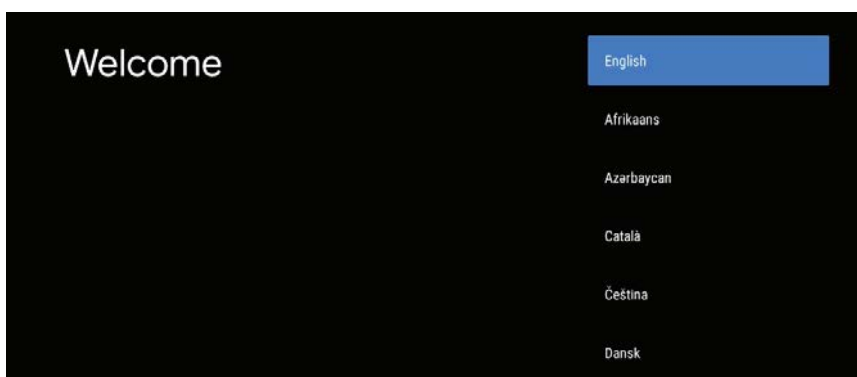 Welcome
English
Afrikaans
Azərbaycan
Català
Čeština
Dansk